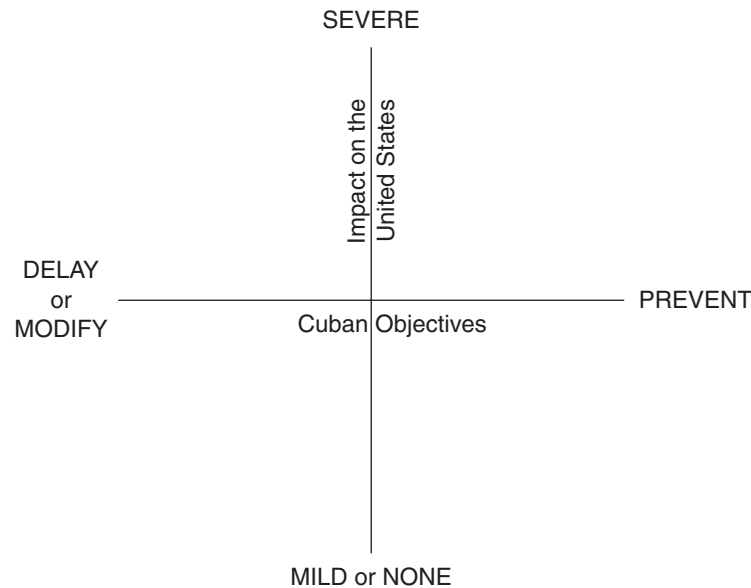 SEVERE
Impact on the
United States
DELAY
or
MODIFY
PREVENT
Cuban Objectives
MILD or NONE